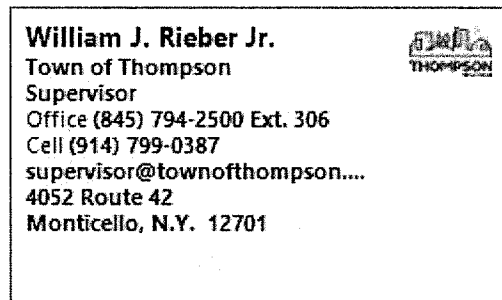 William J. Rieber Jr.
THOMPSON
Town of Thompson
Supervisor
Office (845) 794-2500 Ext. 306
Cell (914) 799-0387
supervisor@townofthompson....
4052 Route 42
Monticello, N.Y.  12701